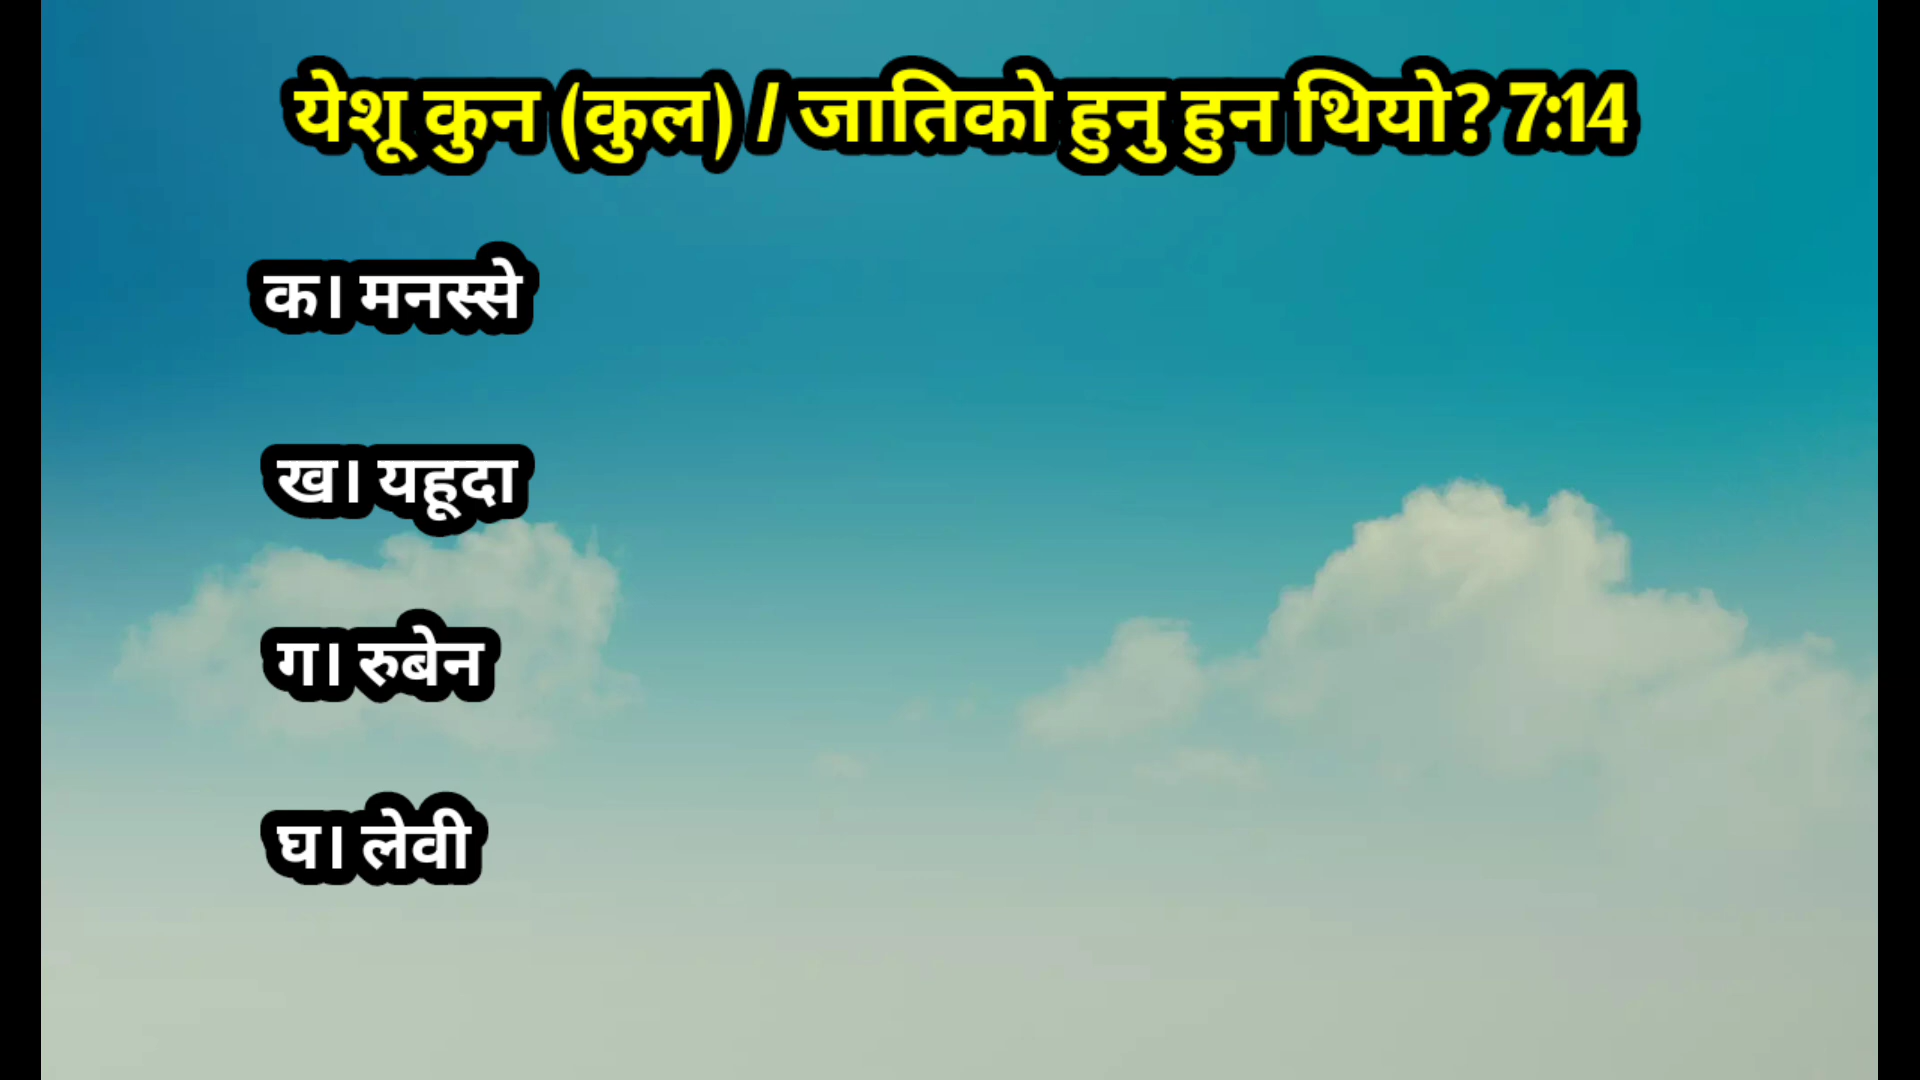 येशू कुन (कुल) / जातिको हुनु हुन थियो? 7:14
क। मनस्से
ख। यहूदा
ग। रुबेन
घ। लेवी